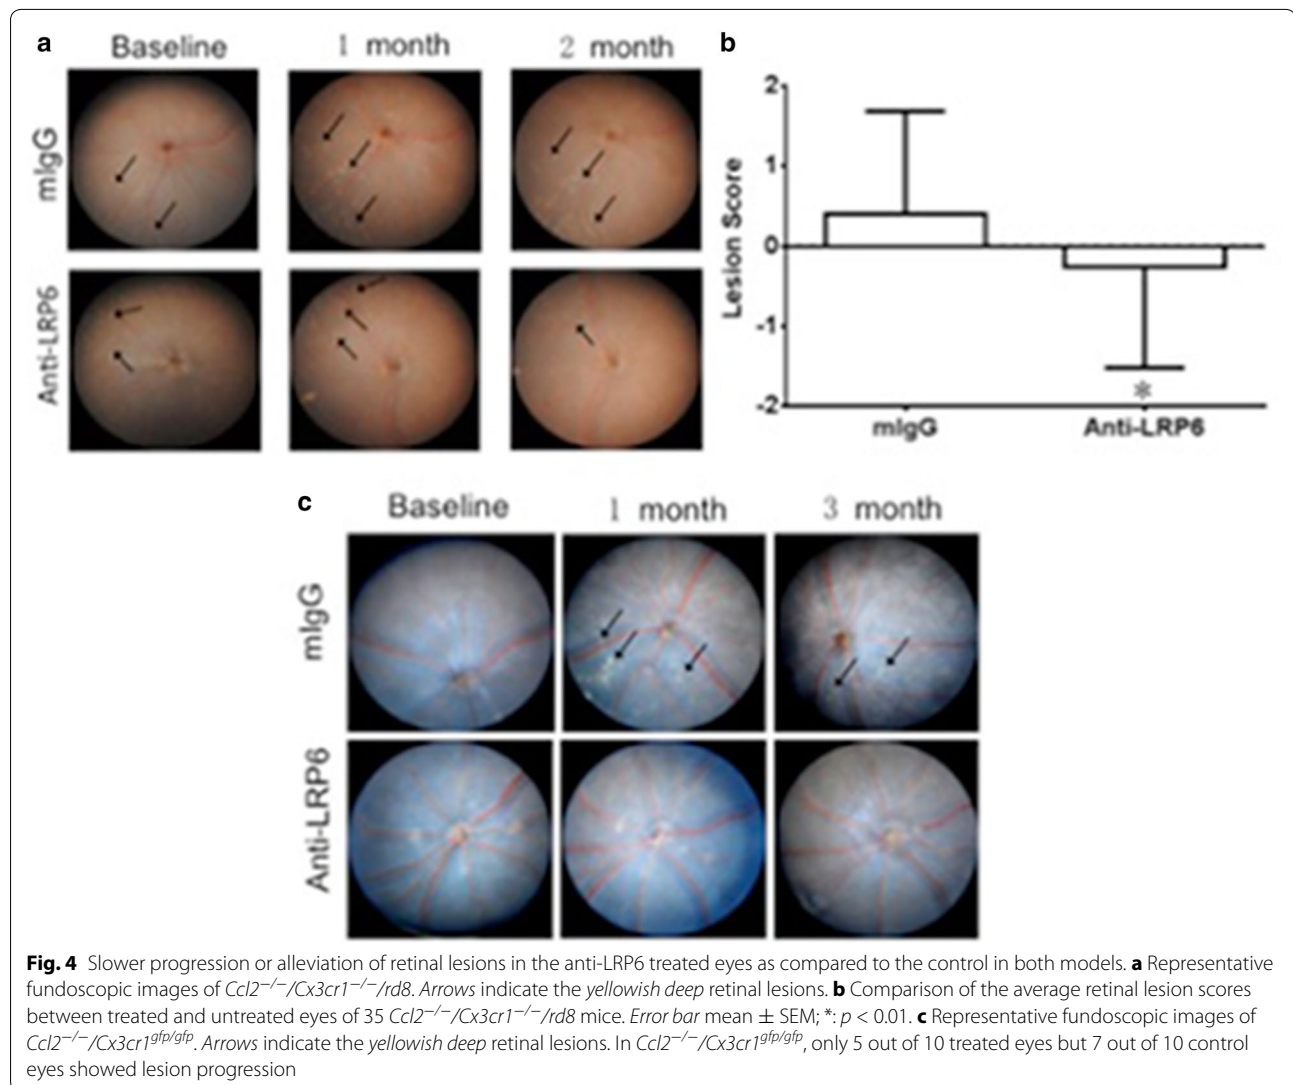 a
Baseline
1 month
2 month
mIgG
Anti-LRP6
b
2
1
0
-1
-2
Lesion Score
*
mIgG
Anti-LRP6
c
Baseline
1 month
3 month
mIgG
Anti-LRP6
Fig. 4 Slower progression or alleviation of retinal lesions in the anti-LRP6 treated eyes as compared to the control in both models. a Representative
fundoscopic images of Ccl2−/−/Cx3cr1−/−/rd8. Arrows indicate the yellowish deep retinal lesions. b Comparison of the average retinal lesion scores
between treated and untreated eyes of 35 Ccl2−/−/Cx3cr1−/−/rd8 mice. Error bar mean ± SEM; *: p < 0.01. c Representative fundoscopic images of
Ccl2−/−/Cx3cr1gfp/gfp. Arrows indicate the yellowish deep retinal lesions. In Ccl2−/−/Cx3cr1gfp/gfp, only 5 out of 10 treated eyes but 7 out of 10 control
eyes showed lesion progression